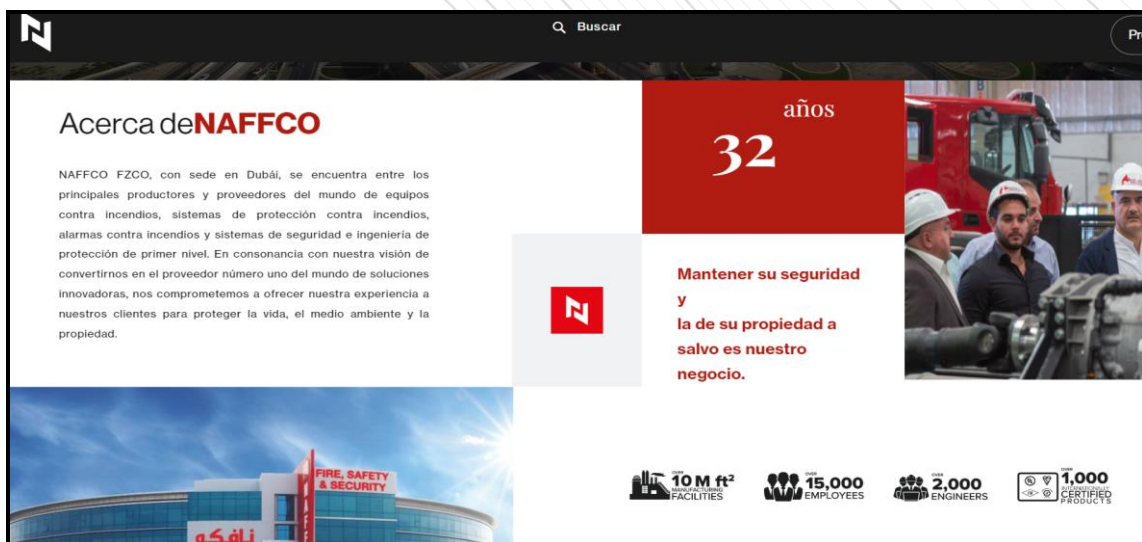 Buscar
Acerca deNAFFCO
NAFFCO FZCO, con sede en Dubái, se encuentra entre los
principales productores y proveedores del mundo de equipos
contra incendios, sistemas de protección contra incendios,
alarmas contra incendios y sistemas de seguridad e ingeniería de
protección de primer nivel. En consonancia con nuestra visión de
convertirnos en el proveedor número uno del mundo de soluciones
innovadoras, nos comprometemos a ofrecer nuestra experiencia a
nuestros clientes para proteger la vida, el medio ambiente y la
propiedad.
años
32
Mantener su seguridad
y
la de su propiedad a
salvo es nuestro
negocio.
FIRE, SAFETY
& SECURITY
نافكو
NAFF
OVER
10 M ft²
MANUFACTURING
FACILITIES
OVER
15,000
EMPLOYEES
OVER
2,000
ENGINEERS
OVER
1,000
INTERNATIONALLY
CERTIFIED
PRODUCTS